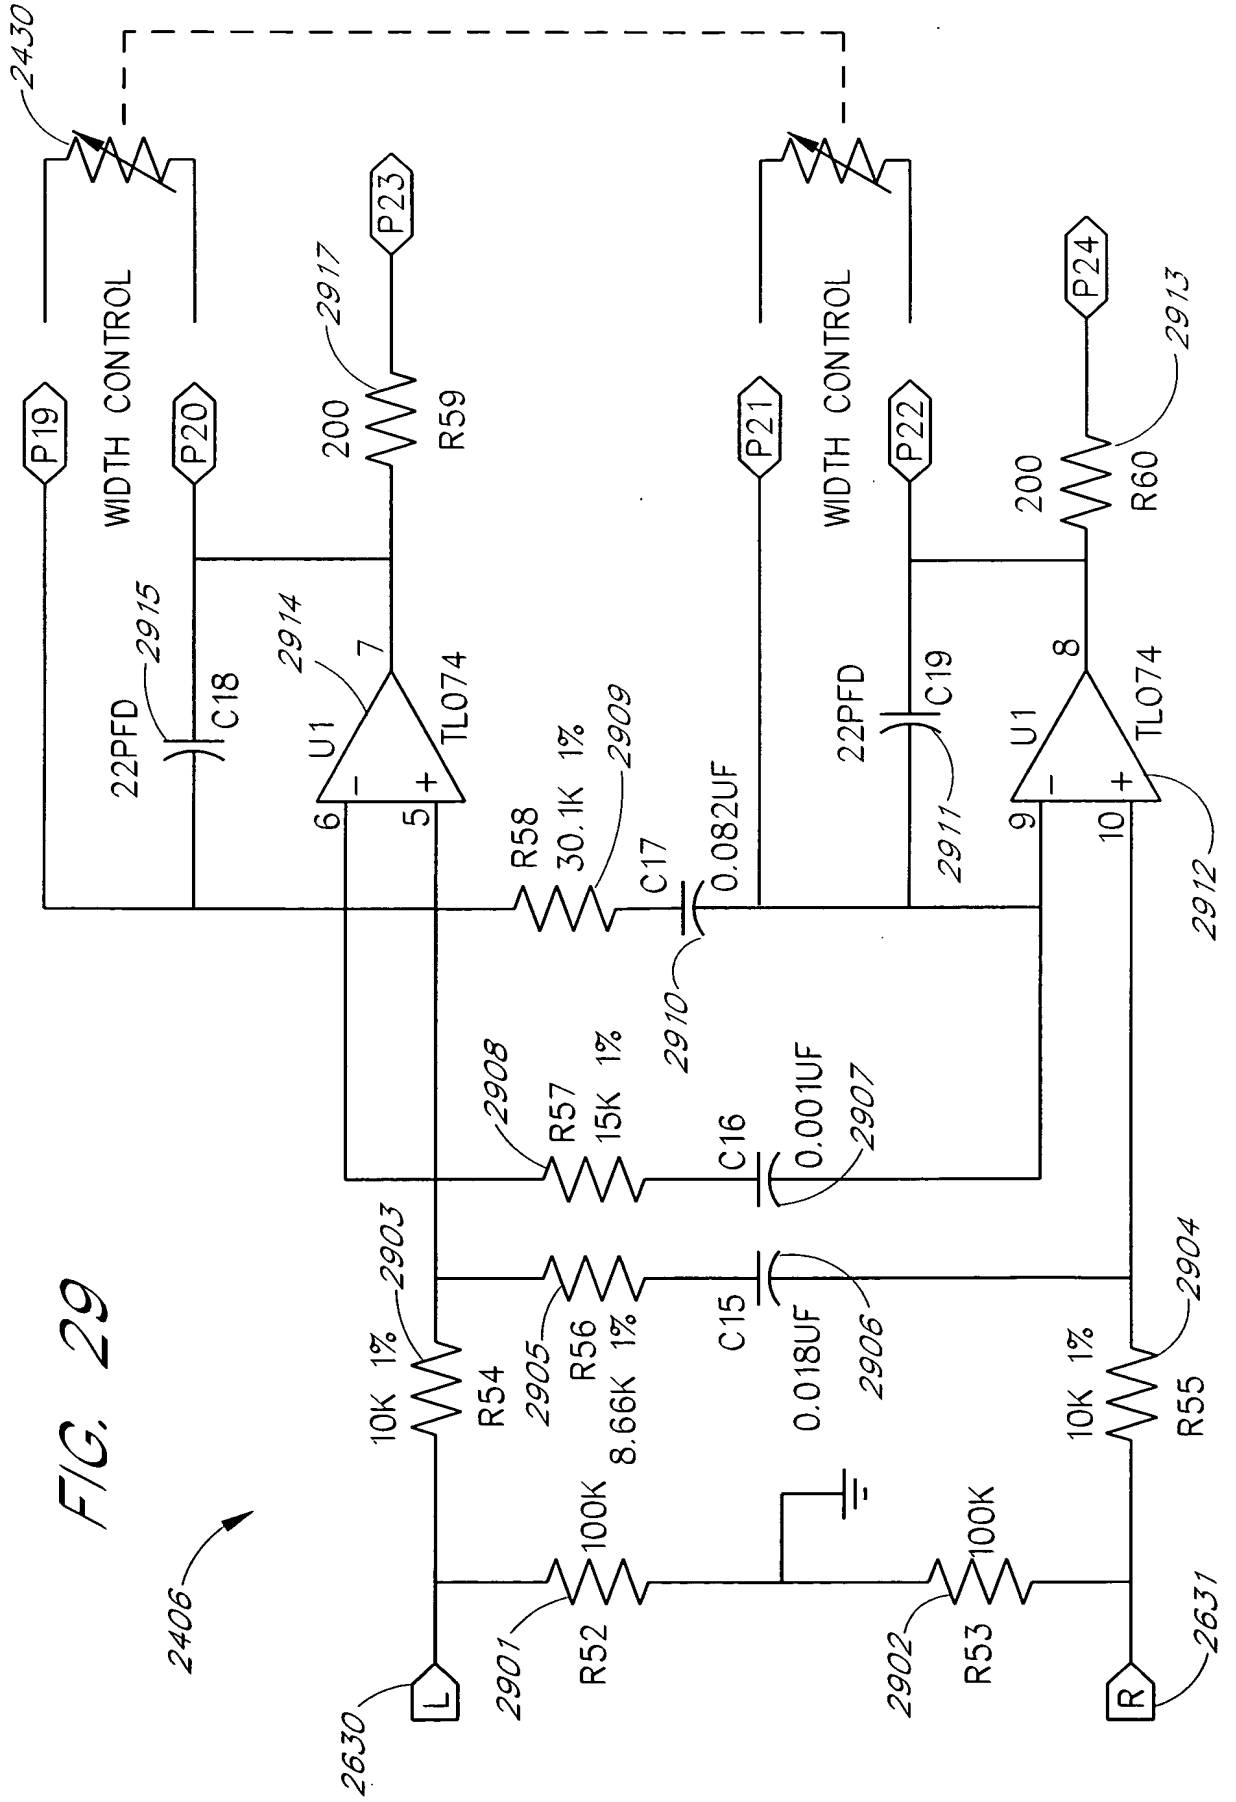 FIG. 29
2406
2430
P19
WIDTH CONTROL
P20
22PFD
2915
C18
2914
U1
6
5
−
+
7
TL074
200
2917
R59
P23
2630
L
10K 1%
2903
R54
2901
R52
100K
2905
R56
8.66K 1%
C15
0.018UF
2906
2908
R57
15K 1%
C16
0.001UF
2907
R58
30.1K 1%
2909
C17
0.082UF
2910
P21
WIDTH CONTROL
P22
22PFD
C19
2911
U1
9
10
−
+
8
TL074
2912
200
R60
2913
P24
2902
R53
100K
10K 1%
2904
R55
R
2631